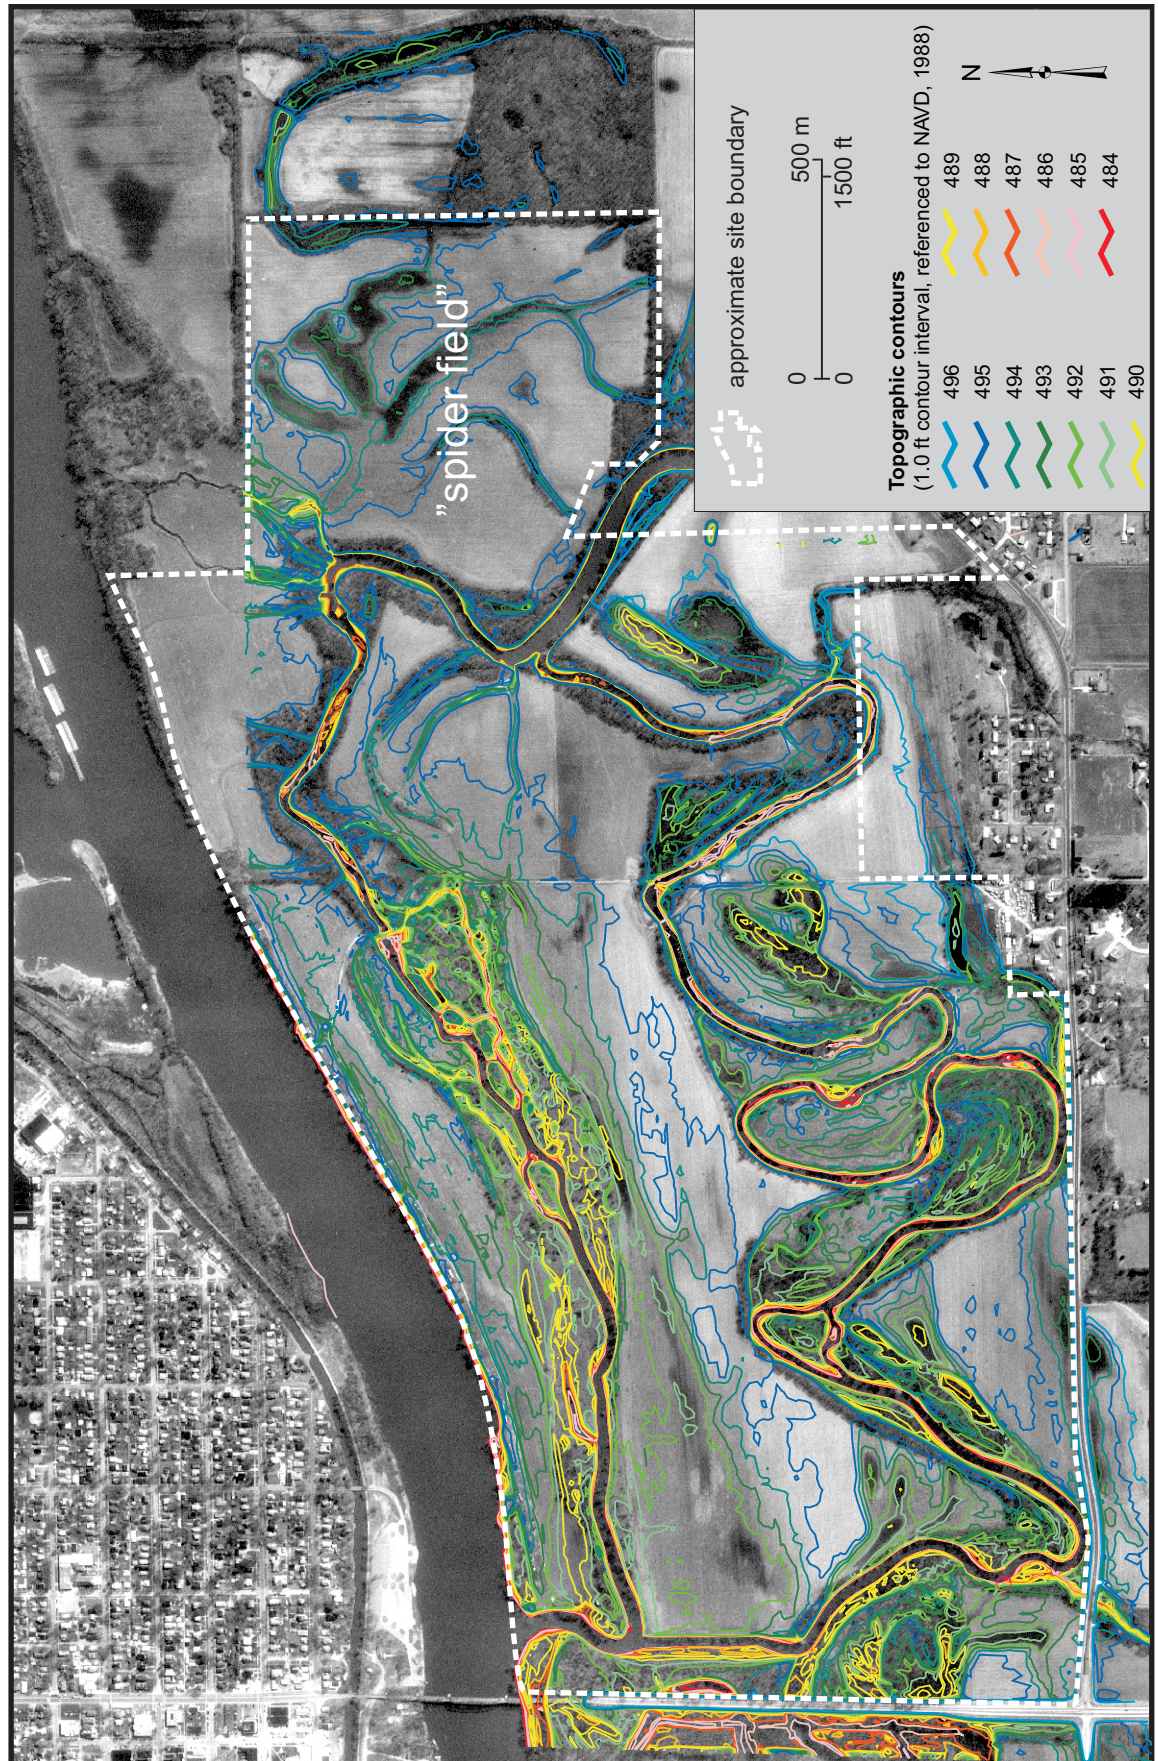 "spider field"
approximate site boundary
0 500 m
0 1500 ft
Topographic contours
(1.0 ft contour interval, referenced to NAVD, 1988)
496 489
495 488
494 487
493 486
492 485
491 484
490
N